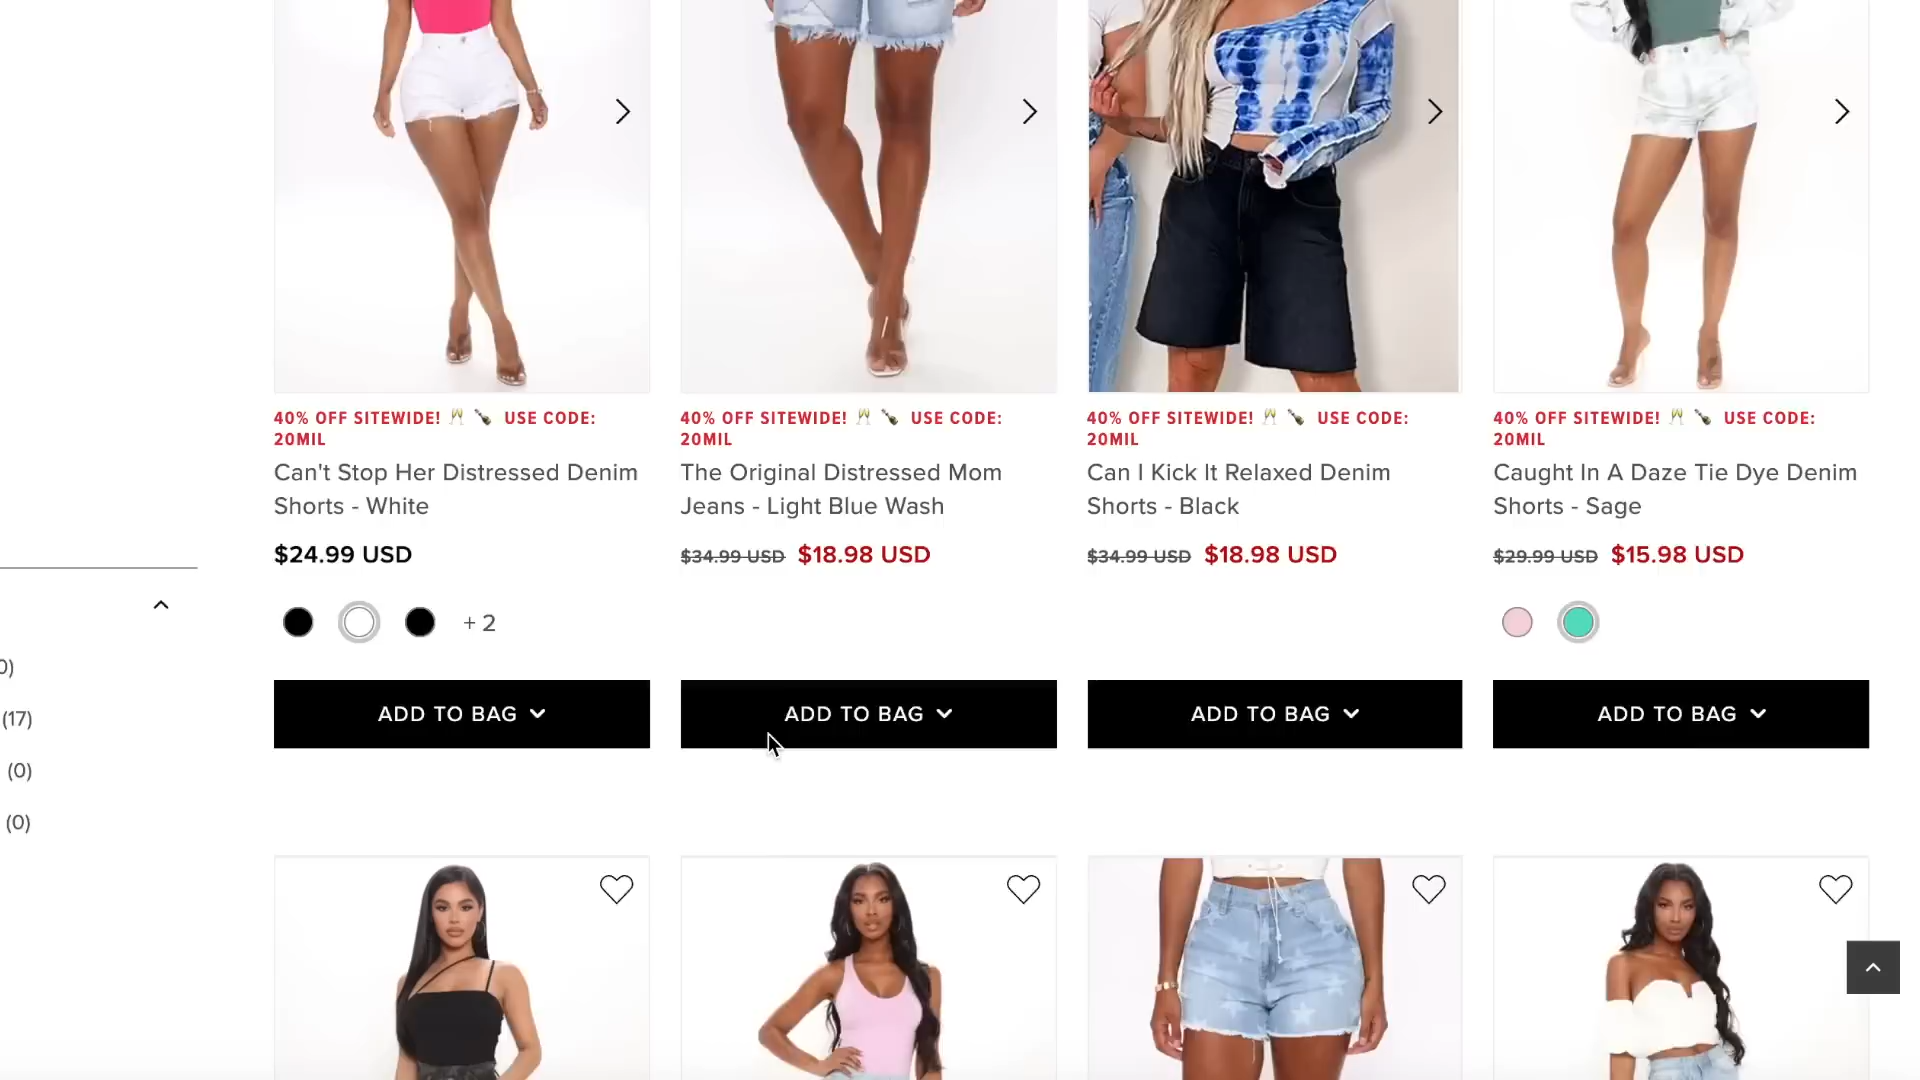 40% OFF SITEWIDE! 🥂 🍾 USE CODE:
20MIL
Can't Stop Her Distressed Denim
Shorts - White
$24.99 USD
+ 2
ADD TO BAG
40% OFF SITEWIDE! 🥂 🍾 USE CODE:
20MIL
The Original Distressed Mom
Jeans - Light Blue Wash
$34.99 USD $18.98 USD
ADD TO BAG
40% OFF SITEWIDE! 🥂 🍾 USE CODE:
20MIL
Can I Kick It Relaxed Denim
Shorts - Black
$34.99 USD $18.98 USD
ADD TO BAG
40% OFF SITEWIDE! 🥂 🍾 USE CODE:
20MIL
Caught In A Daze Tie Dye Denim
Shorts - Sage
$29.99 USD $15.98 USD
ADD TO BAG
0)
(17)
(0)
(0)